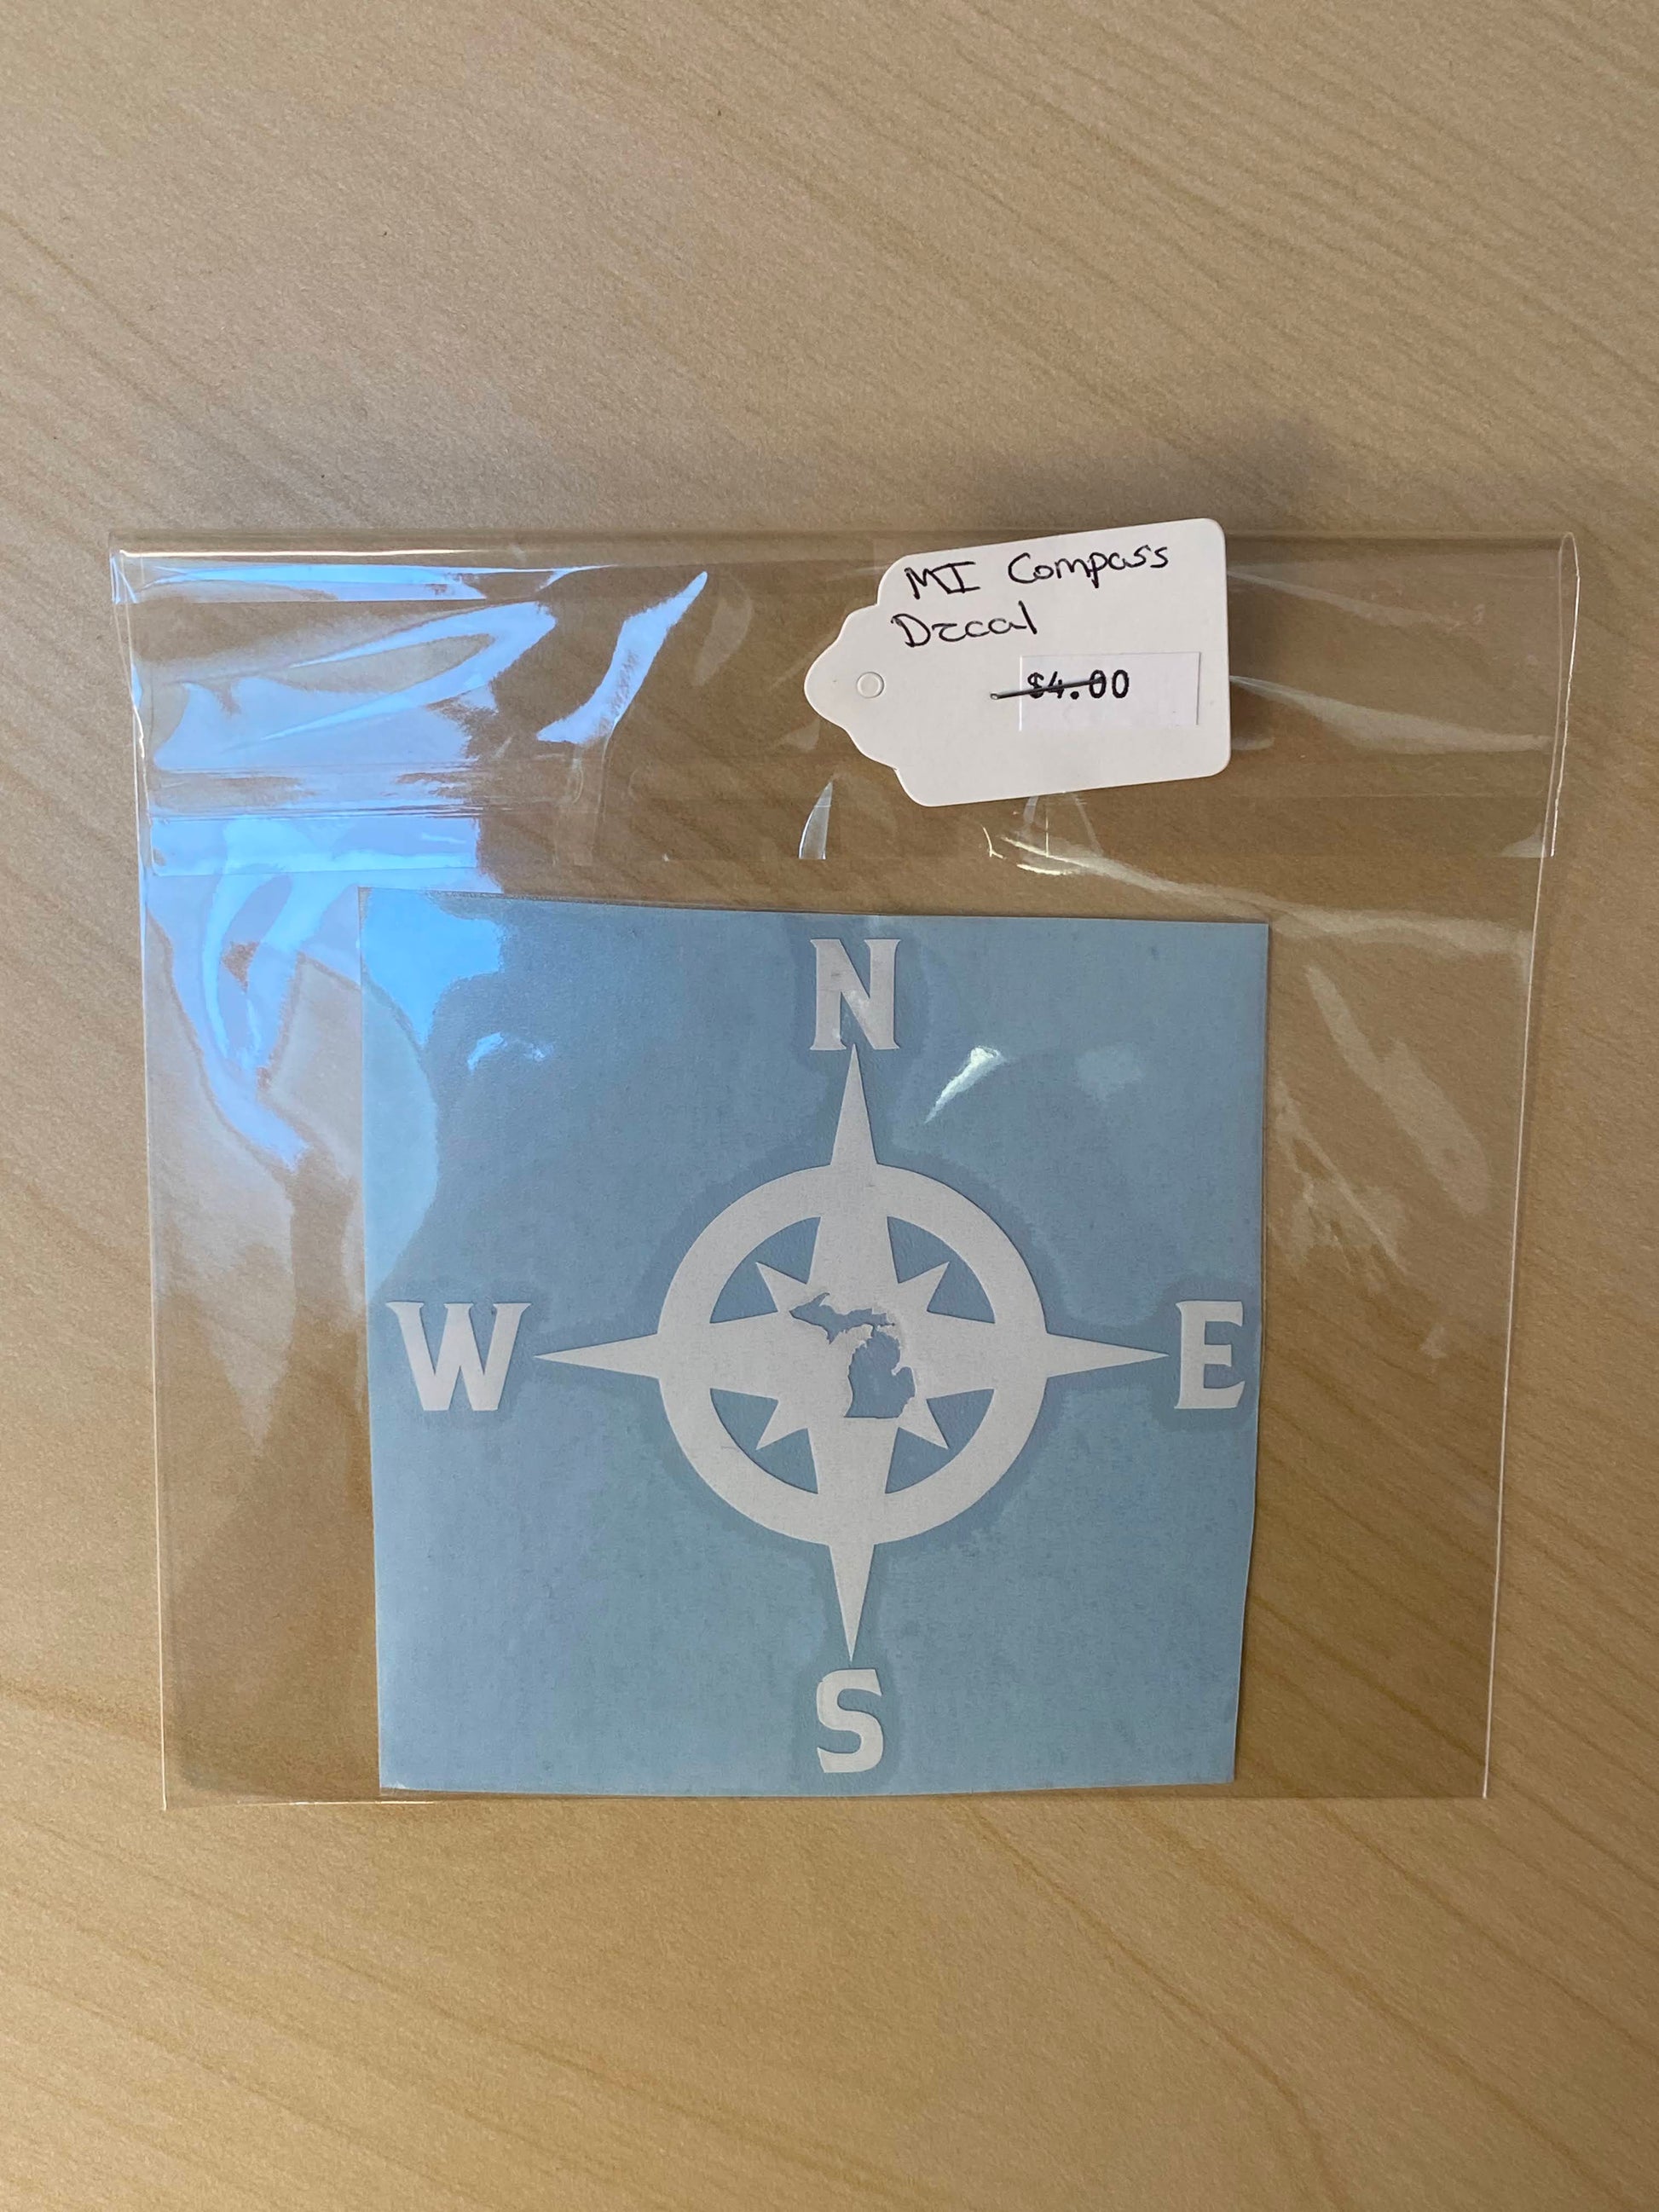 MI Compass
Decal
$4.00
N
W E
S